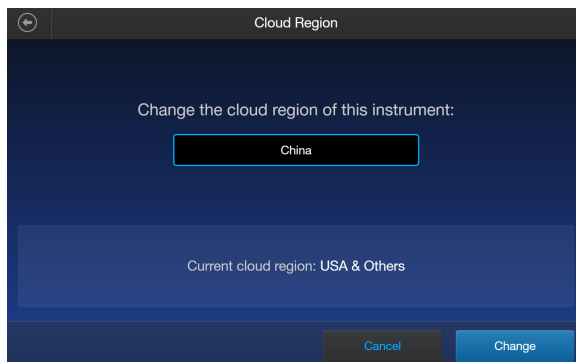 Cloud Region
Change the cloud region of this instrument:
China
Current cloud region: USA & Others
Cancel
Change